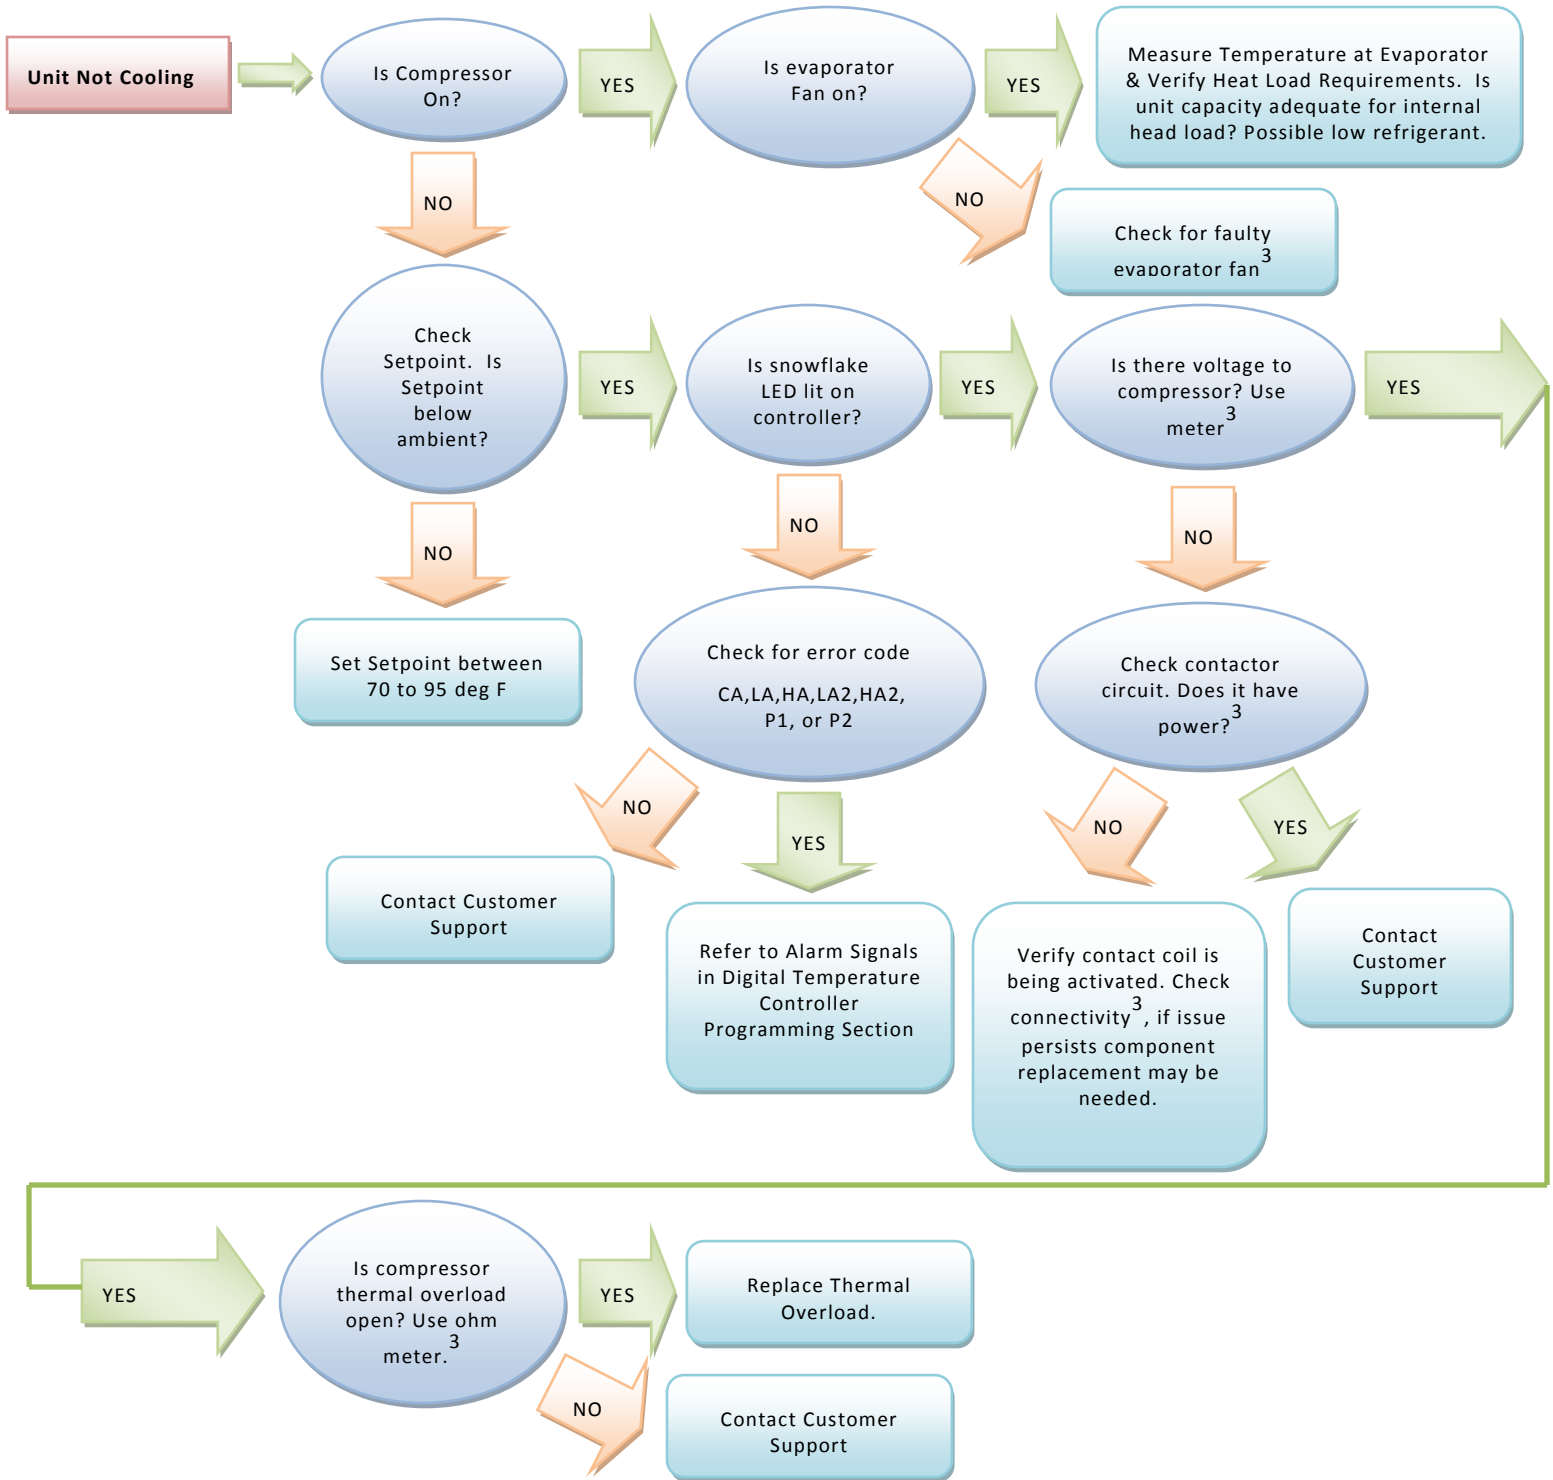 Unit Not Cooling
Is Compressor
On?
YES
Is evaporator
Fan on?
YES
Measure Temperature at Evaporator
& Verify Heat Load Requirements. Is
unit capacity adequate for internal
head load? Possible low refrigerant.
NO
NO
Check for faulty
evaporator fan3
Check
Setpoint. Is
Setpoint
below
ambient?
YES
Is snowflake
LED lit on
controller?
YES
Is there voltage to
compressor? Use
meter3
YES
NO
NO
NO
Set Setpoint between
70 to 95 deg F
Check for error code
CA,LA,HA,LA2,HA2,
P1, or P2
Check contactor
circuit. Does it have
power?3
NO
YES
NO
YES
Contact Customer
Support
Refer to Alarm Signals
in Digital Temperature
Controller
Programming Section
Verify contact coil is
being activated. Check
connectivity3, if issue
persists component
replacement may be
needed.
Contact
Customer
Support
YES
Is compressor
thermal overload
open? Use ohm
meter.3
YES
Replace Thermal
Overload.
NO
Contact Customer
Support